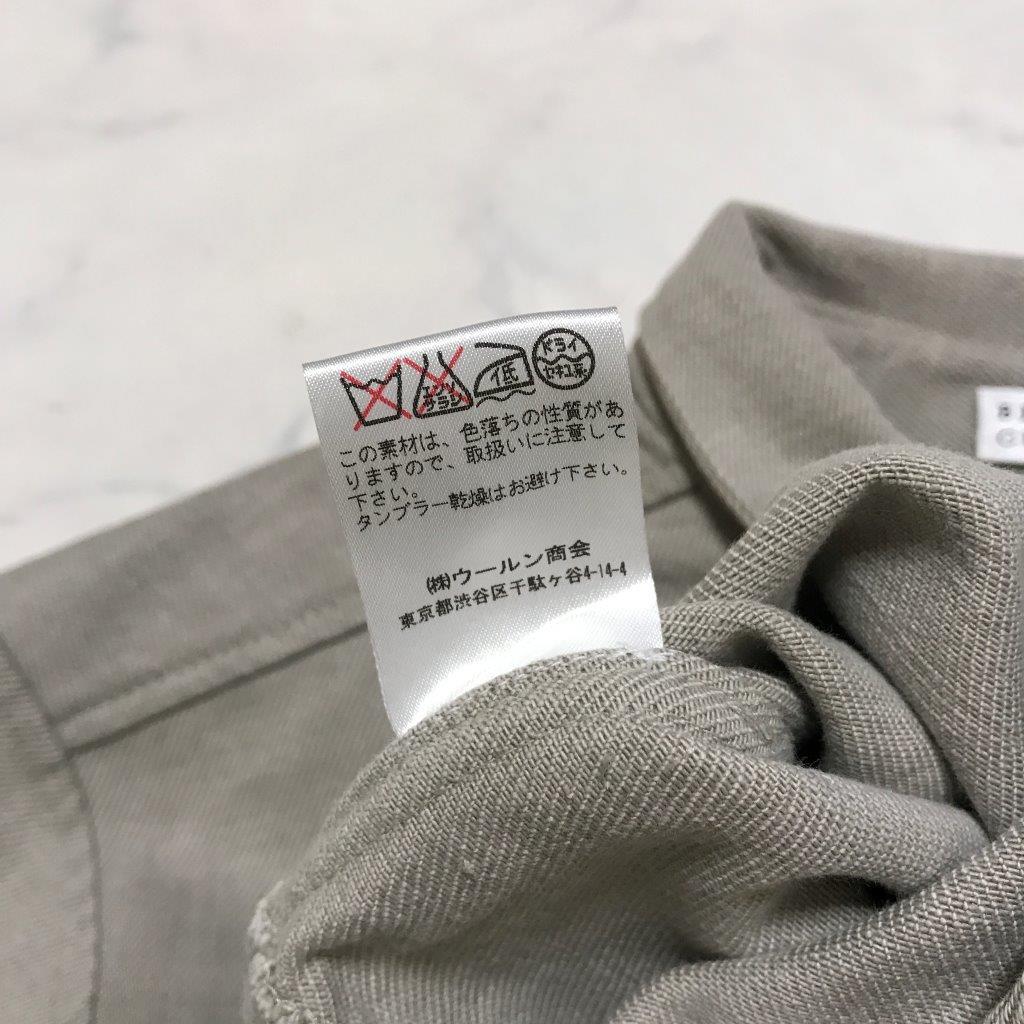 エンソ
サラシ
低
ドライ
セキユ系
この素材は、色落ちの性質があ
りますので、取扱いに注意して
下さい。
タンブラー乾燥はお避け下さい。
㈱ウールン商会
東京都渋谷区千駄ヶ谷4-14-4